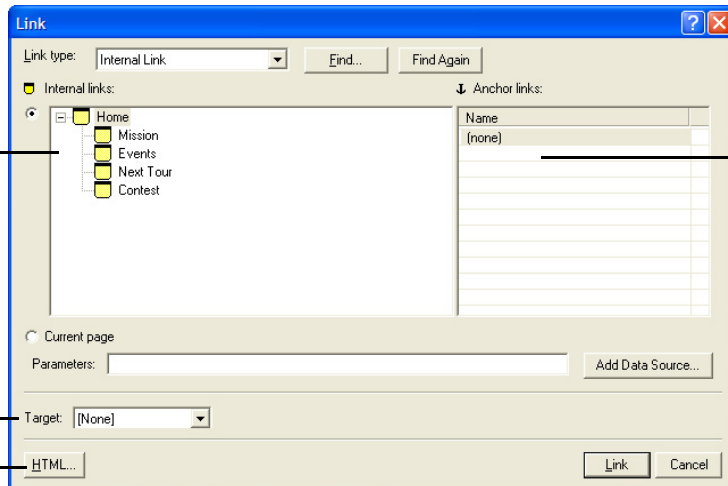 Link
Link type: Internal Link Find... Find Again
Internal links: Anchor links:
Home Name
Mission (none)
Events
Next Tour
Contest
Current page
Parameters: Add Data Source...
Target: [None]
HTML... Link Cancel